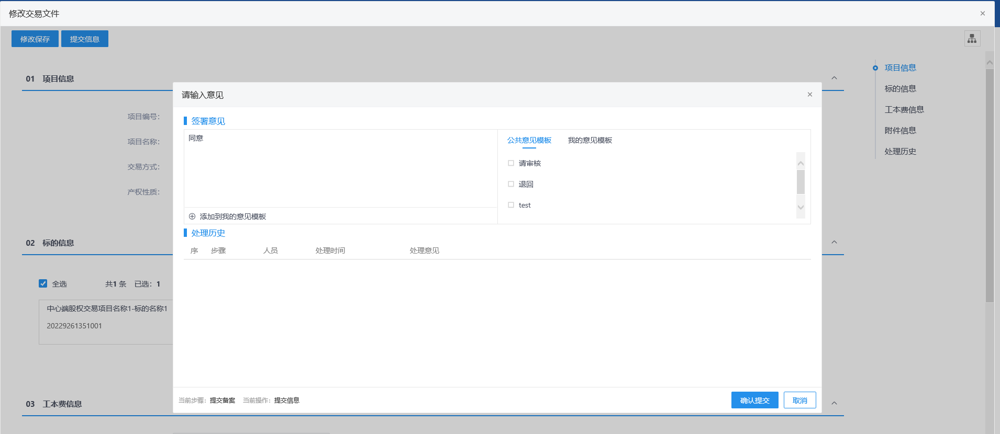 修改交易文件
修改保存 提交信息
01 项目信息
项目编号：
项目名称：
交易方式：
产权性质：
02 标的信息
全选 共1 条 已选：1
中心端股权交易项目名称1-标的名称1
20229261351001
03 工本费信息
项目信息
标的信息
工本费信息
附件信息
处理历史
请输入意见
签署意见
同意
添加到我的意见模板
公共意见模板 我的意见模板
请审核
退回
test
处理历史
序 步骤 人员 处理时间 处理意见
当前步骤：提交备案 当前操作：提交信息
确认提交 取消